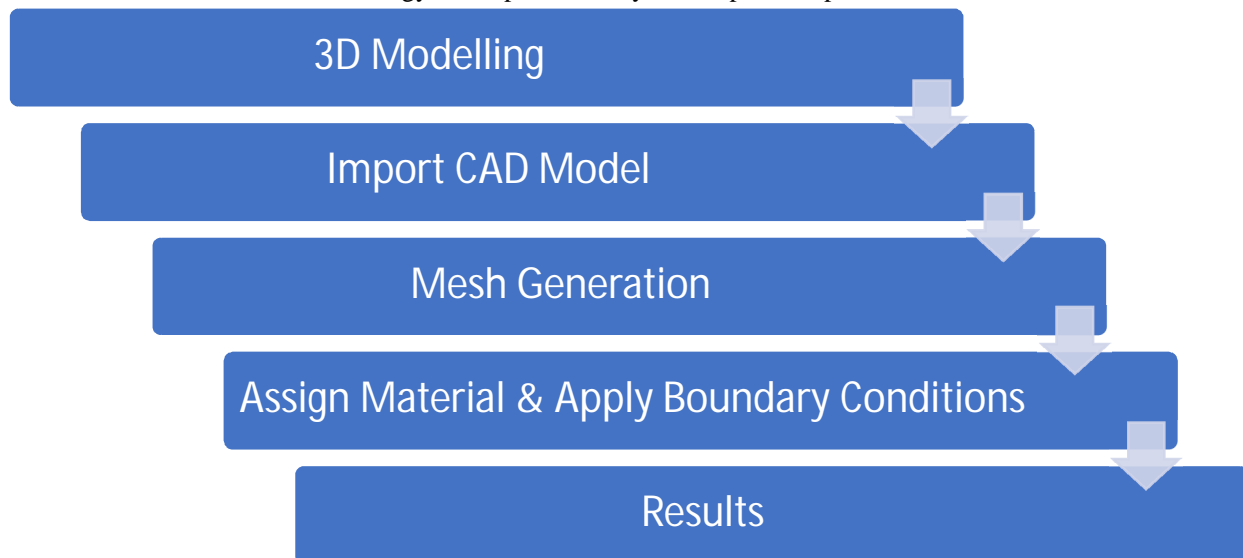 3D Modelling
Import CAD Model
Mesh Generation
Assign Material & Apply Boundary Conditions
Results